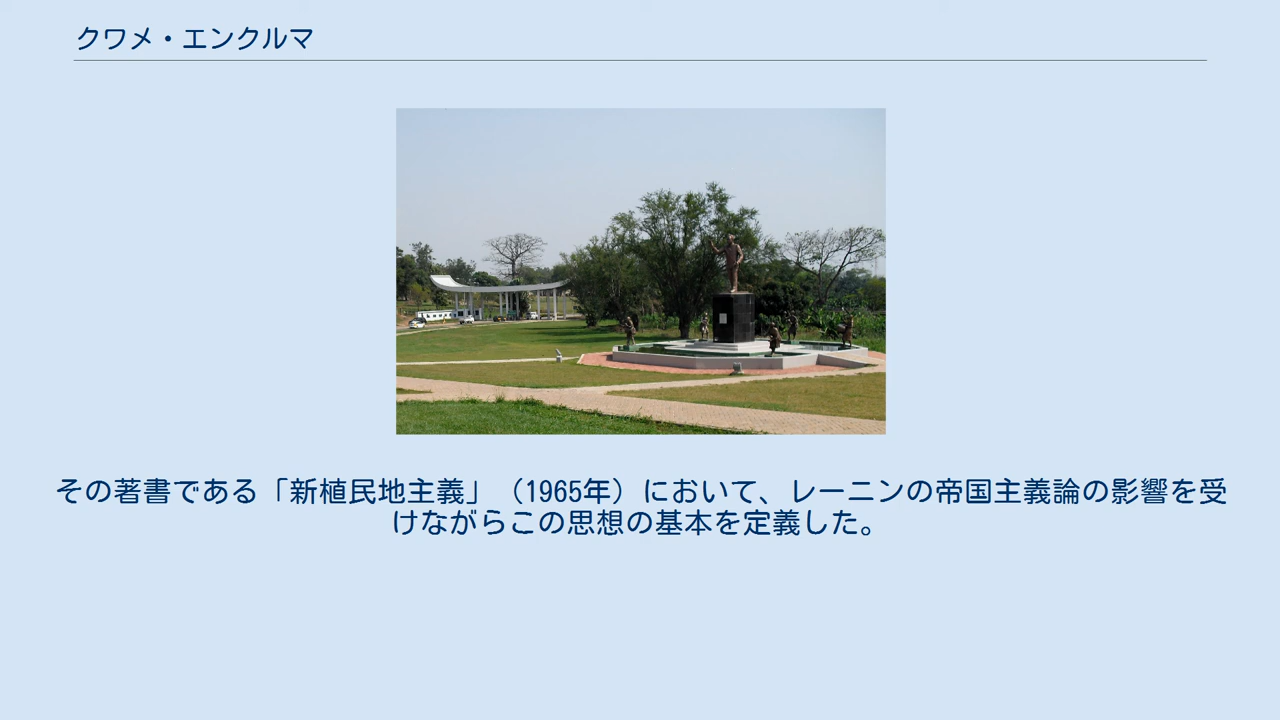 クワメ・エンクルマ
その著書である「新植民地主義」（1965年）において、レーニンの帝国主義論の影響を受
けながらこの思想の基本を定義した。